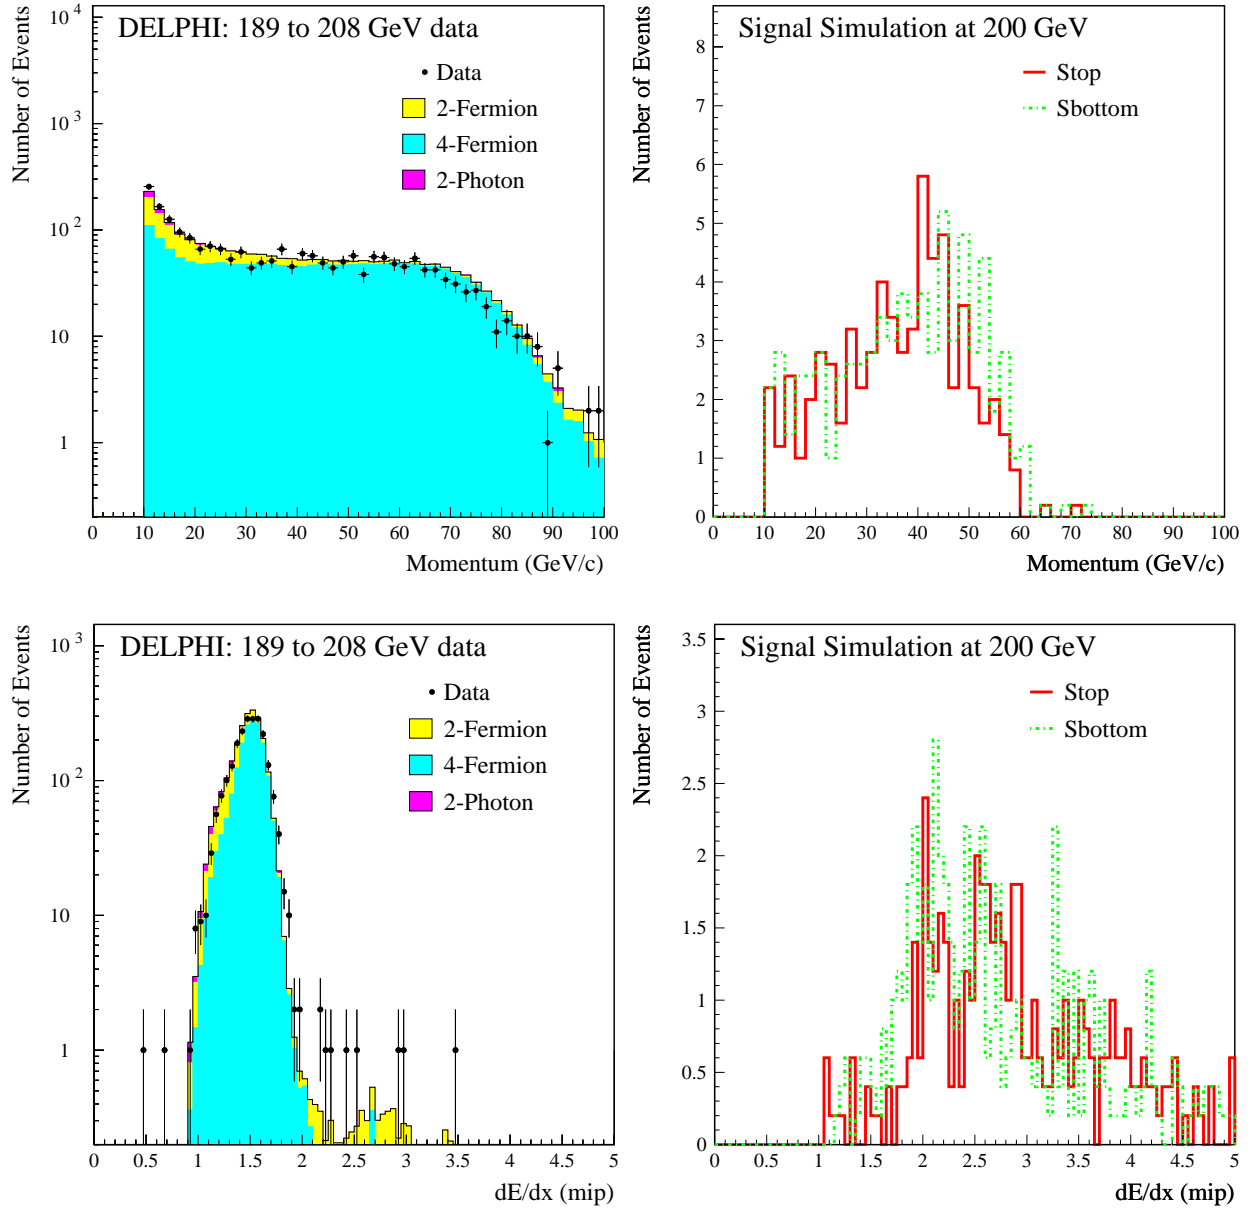 DELPHI: 189 to 208 GeV data
Number of Events
Data
2-Fermion
4-Fermion
2-Photon
10^4
10^3
10^2
10
1
0 10 20 30 40 50 60 70 80 90 100
Momentum (GeV/c)
Signal Simulation at 200 GeV
Number of Events
Stop
Sbottom
8
7
6
5
4
3
2
1
0
0 10 20 30 40 50 60 70 80 90 100
Momentum (GeV/c)
DELPHI: 189 to 208 GeV data
Number of Events
Data
2-Fermion
4-Fermion
2-Photon
10^3
10^2
10
1
0 0.5 1 1.5 2 2.5 3 3.5 4 4.5 5
dE/dx (mip)
Signal Simulation at 200 GeV
Number of Events
Stop
Sbottom
3.5
3
2.5
2
1.5
1
0.5
0
0 0.5 1 1.5 2 2.5 3 3.5 4 4.5 5
dE/dx (mip)